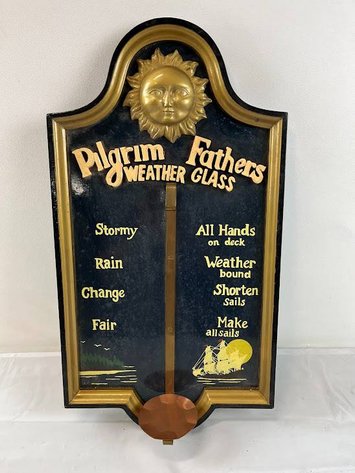 Pilgrim Fathers
WEATHER GLASS
Stormy
All Hands
on deck
Rain
Weather
bound
Change
Shorten
sails
Fair
Make
all sails